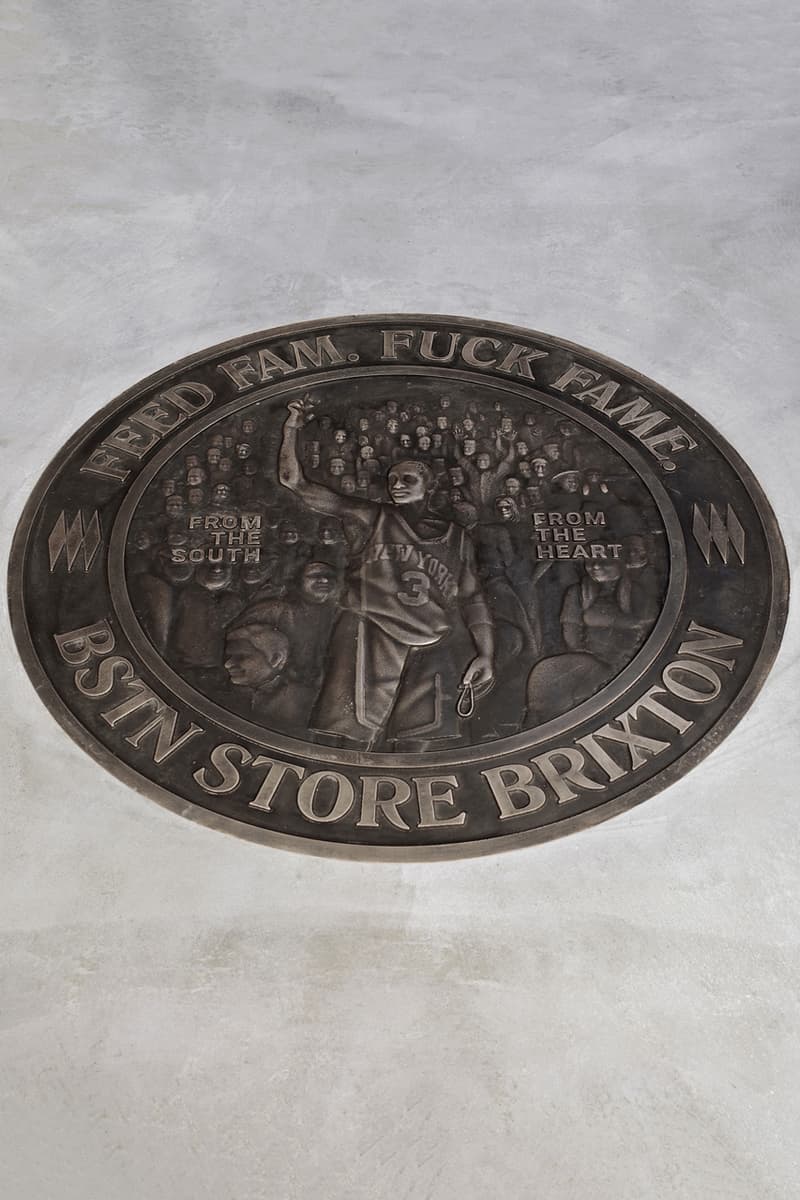 FEED FAM. FUCK FAME.
FROM
THE
SOUTH
FROM
THE
HEART
NEW YORK
3
BSTN STORE BRIXTON